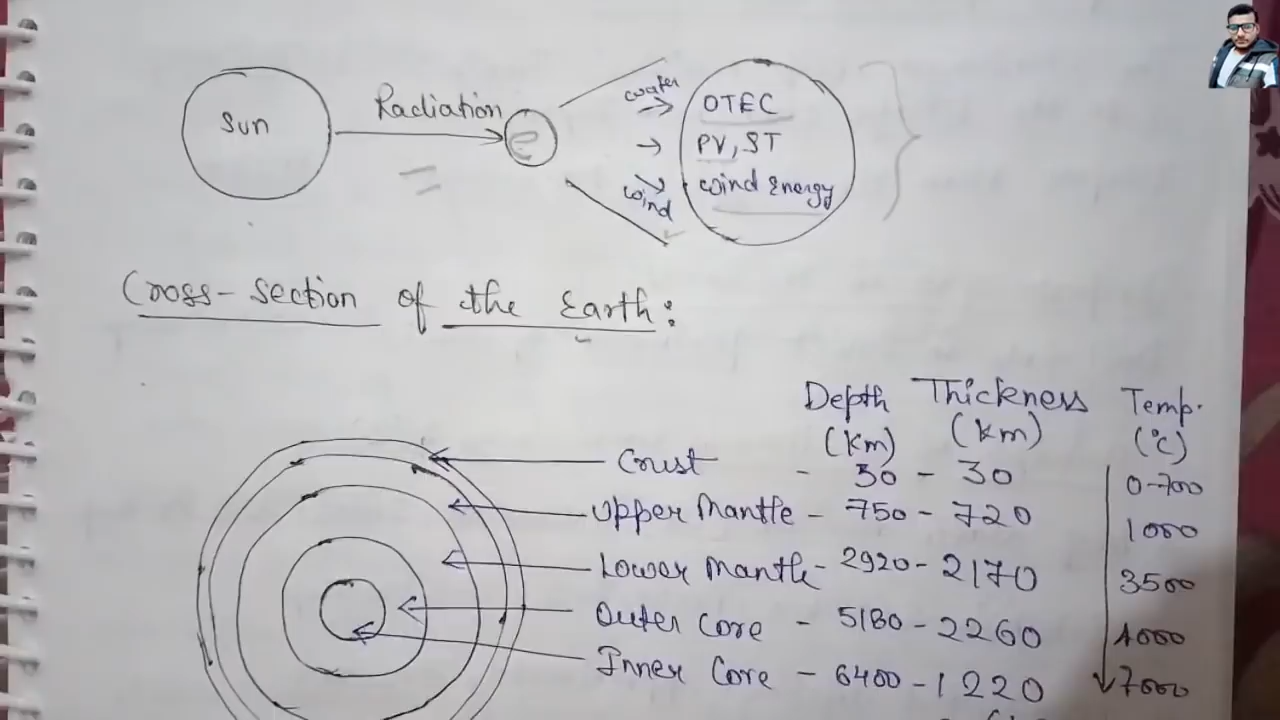 Sun
Radiation
e
water
OTEC
PV, ST
wind
wind Energy
Cross-section of the Earth:
Depth Thickness Temp.
(km) (km) (°C)
Crust - 30 - 30 0-700
Upper Mantle - 750 - 720 1000
Lower Mantle - 2920 - 2170 3500
Outer Core - 5180 - 2260 4000
Inner Core - 6400 - 1220 7000